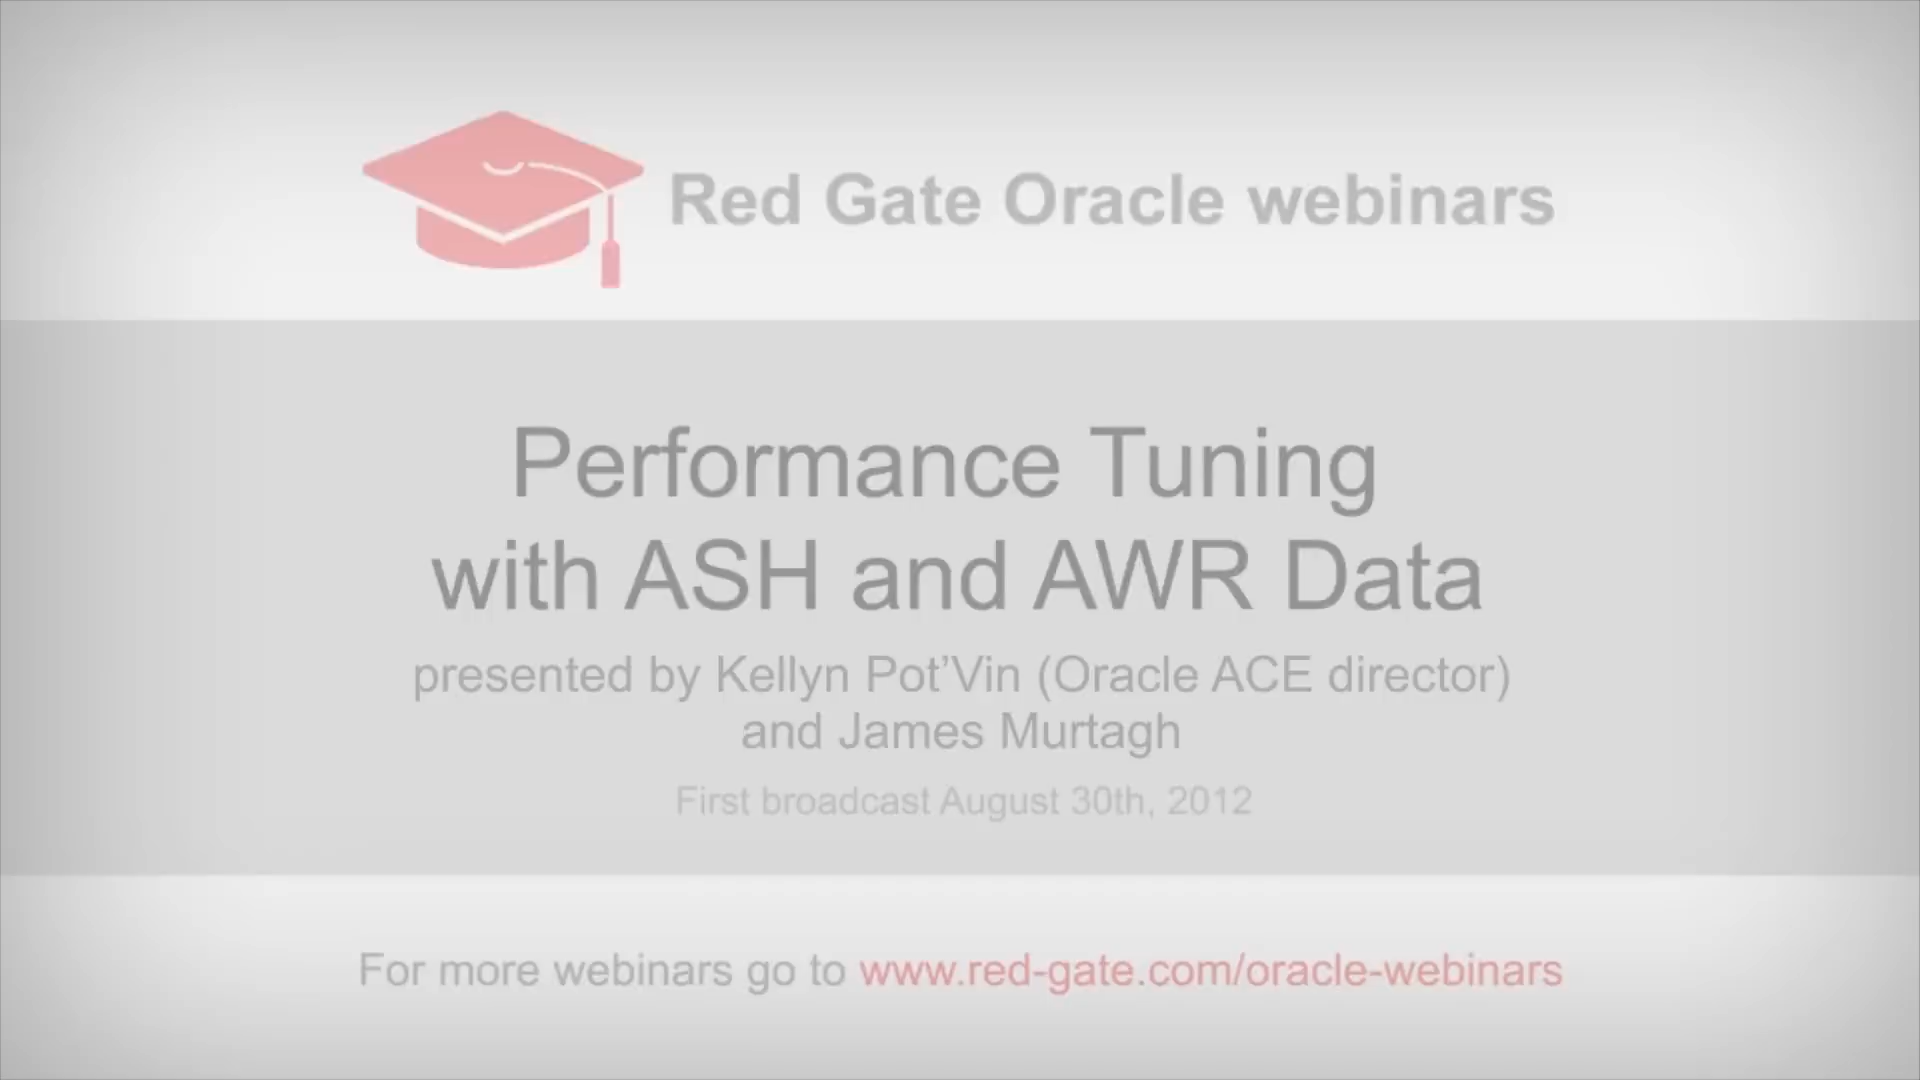 Red Gate Oracle webinars
Performance Tuning
with ASH and AWR Data
presented by Kellyn Pot’Vin (Oracle ACE director)
and James Murtagh
First broadcast August 30th, 2012
For more webinars go to www.red-gate.com/oracle-webinars